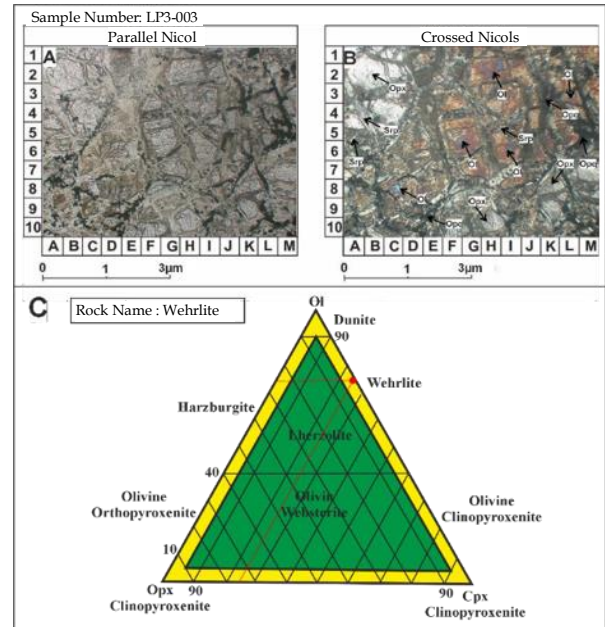 Sample Number: LP3-003
Parallel Nicol
A
1
2
3
4
5
6
7
8
9
10
A B C D E F G H I J K L M
0 1 3μm
Crossed Nicols
B
1
2
3
4
5
6
7
8
9
10
Opx
Ol
Ol
Opq
Srp
Srp
Opq
Srp
Ol
Ol
Opx
Ol
Opq
Opx
A B C D E F G H I J K L M
0 1 3μm
C
Rock Name : Wehrlite
Ol
Dunite
90
Wehrlite
Harzburgite
Lherzolite
40
Olivine
Orthopyroxenite
Olivin
Websterite
Olivine
Clinopyroxenite
10
90
90
Opx
Clinopyroxenite
Cpx
Clinopyroxenite